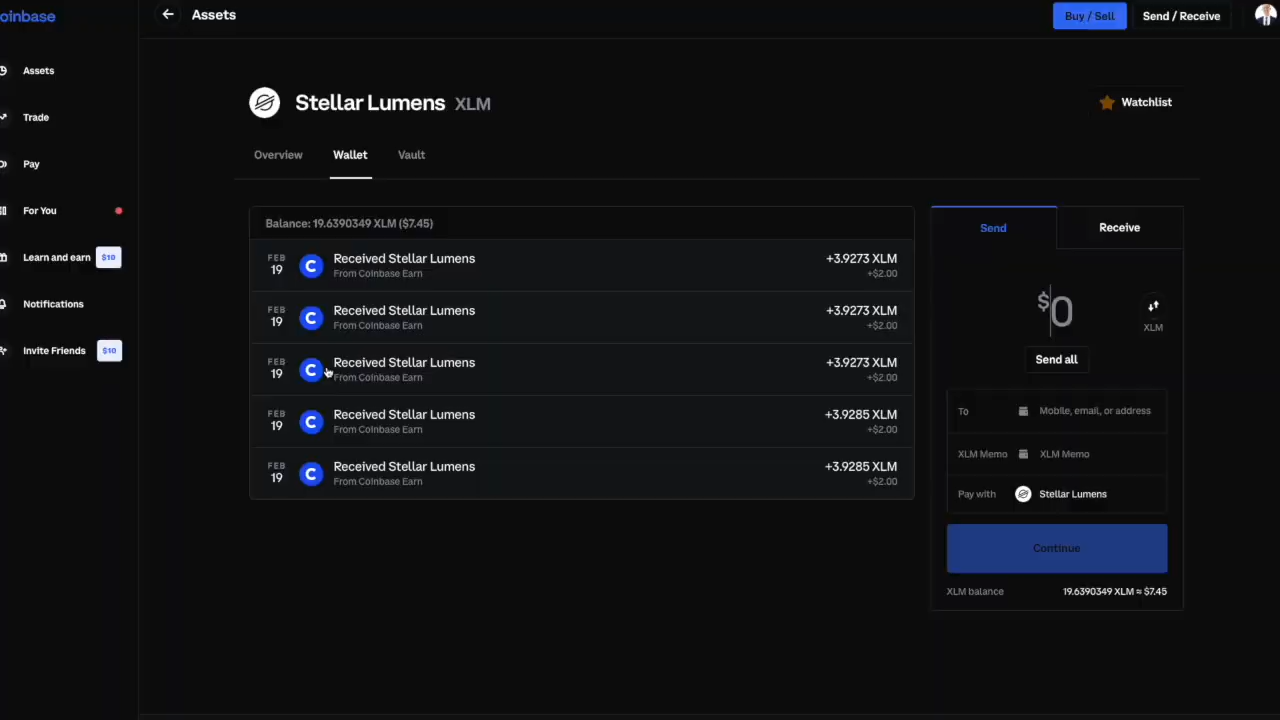 oinbase
Assets
Buy / Sell
Send / Receive
Assets
Trade
Pay
For You
Learn and earn $10
Notifications
Invite Friends $10
Stellar Lumens XLM
Watchlist
Overview Wallet Vault
Balance: 19.6390349 XLM ($7.45)
FEB
19
Received Stellar Lumens
From Coinbase Earn
+3.9273 XLM
+$2.00
FEB
19
Received Stellar Lumens
From Coinbase Earn
+3.9273 XLM
+$2.00
FEB
19
Received Stellar Lumens
From Coinbase Earn
+3.9273 XLM
+$2.00
FEB
19
Received Stellar Lumens
From Coinbase Earn
+3.9285 XLM
+$2.00
FEB
19
Received Stellar Lumens
From Coinbase Earn
+3.9285 XLM
+$2.00
Send Receive
$0
XLM
Send all
To Mobile, email, or address
XLM Memo XLM Memo
Pay with Stellar Lumens
Continue
XLM balance 19.6390349 XLM ≈ $7.45